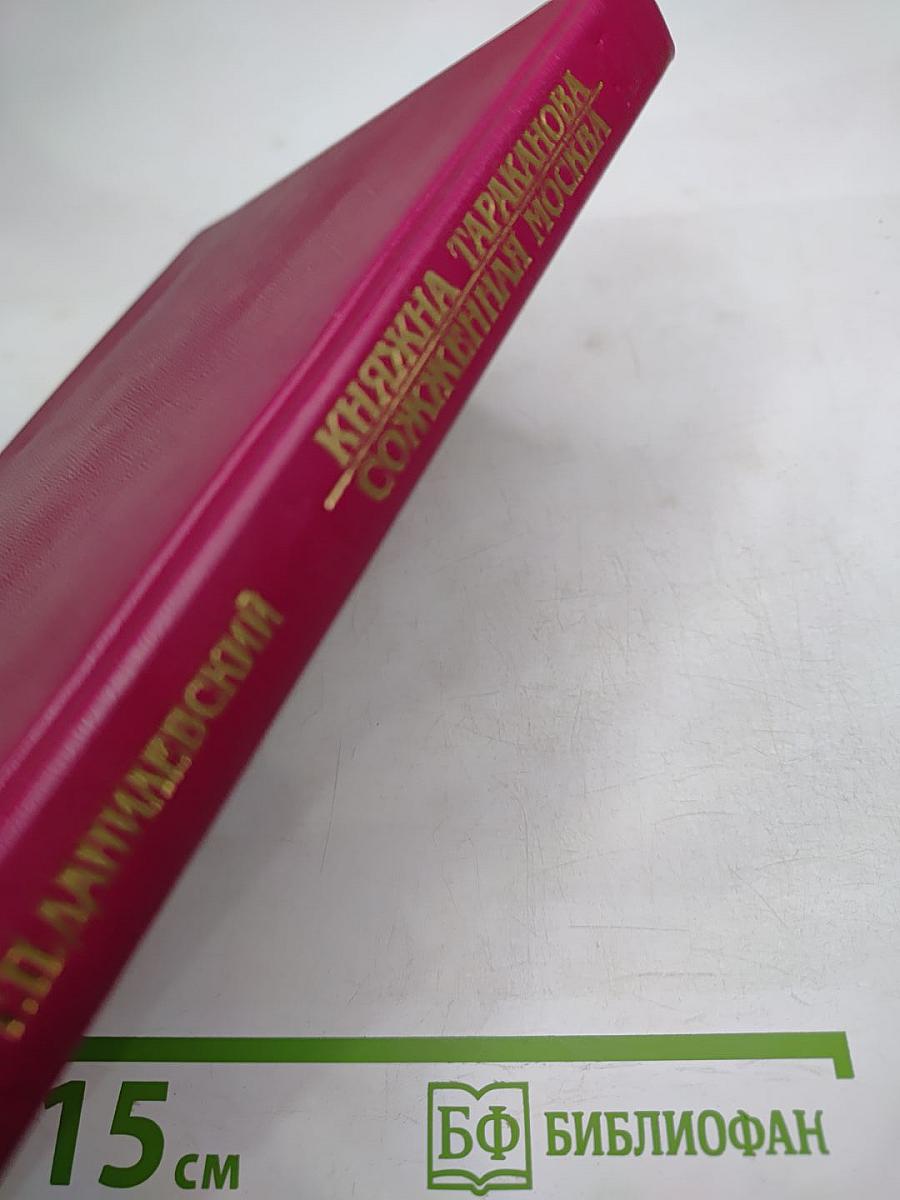 Г.П. ДАНИЛЕВСКИЙ
КНЯЖНА ТАРАКАНОВА
СОЖЖЕННАЯ МОСКВА
15 см
БФ БИБЛИОФАН